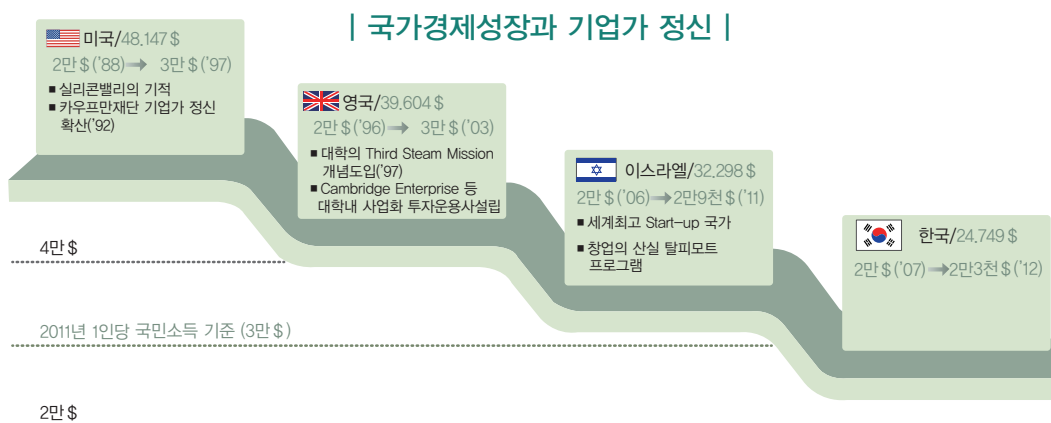 | 국가경제성장과 기업가 정신 |
미국/48,147$
2만$('88)➡ 3만$('97)
■ 실리콘밸리의 기적
■ 카우프만재단 기업가 정신
확산('92)
영국/39,604$
2만$('96)➡ 3만$('03)
■ 대학의 Third Steam Mission
개념도입('97)
■ Cambridge Enterprise 등
대학내 사업화 투자운용사설립
이스라엘/32,298$
2만$('06)➡2만9천$('11)
■ 세계최고 Start-up 국가
■ 창업의 산실 탈피모트
프로그램
한국/24,749$
2만$('07)➡2만3천$('12)
4만$
2011년 1인당 국민소득 기준 (3만$)
2만$